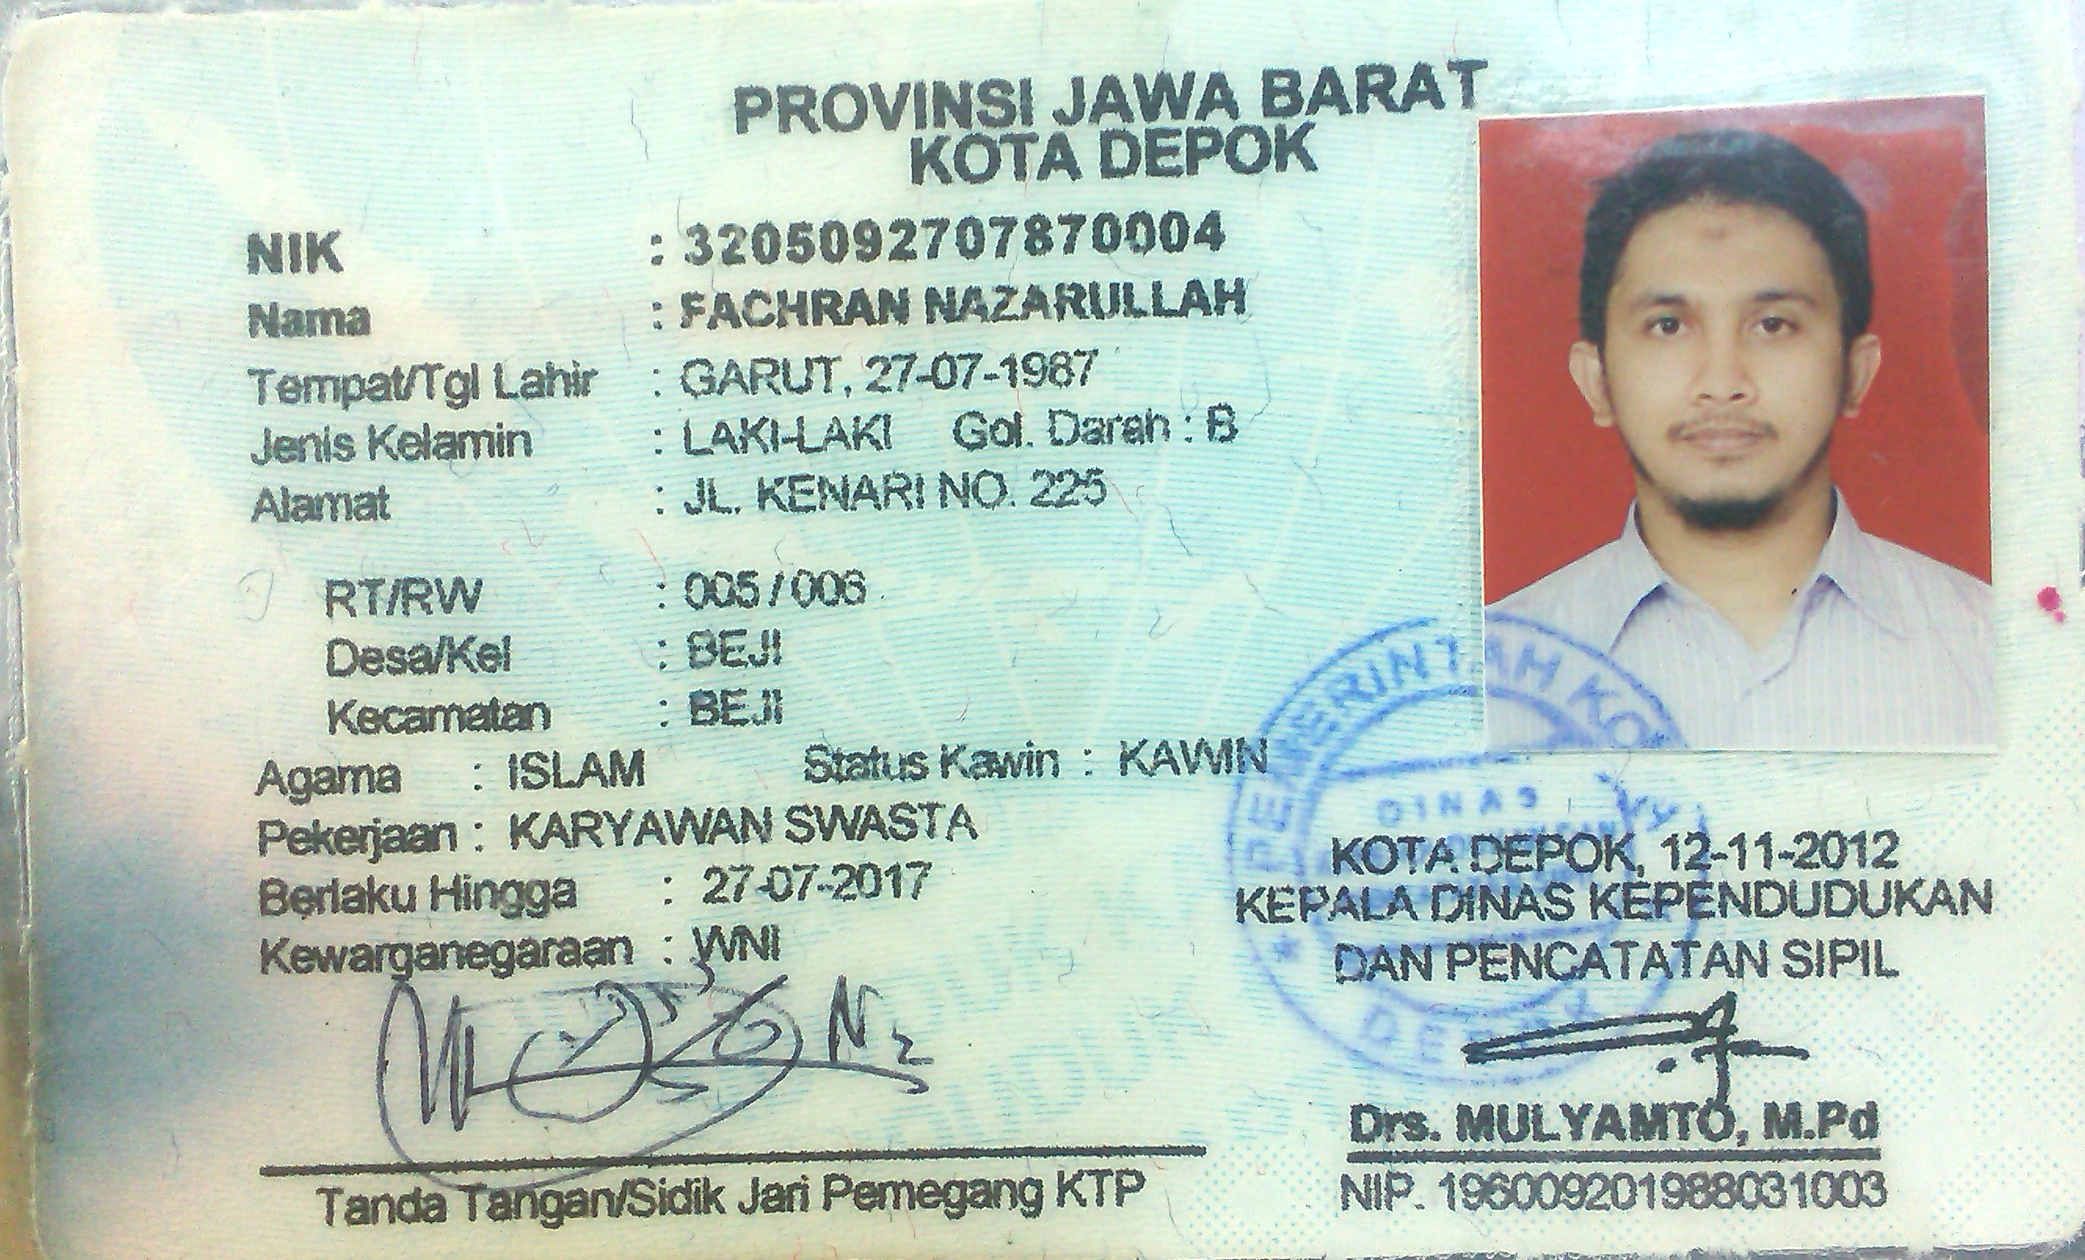 PROVINSI JAWA BARAT
KOTA DEPOK
NIK : 3205092707870004
Nama : FACHRAN NAZARULLAH
Tempat/Tgl Lahir : GARUT, 27-07-1987
Jenis Kelamin : LAKI-LAKI Gol. Darah : B
Alamat : JL. KENARI NO. 225
RT/RW : 005 / 006
Desa/Kel : BEJI
Kecamatan : BEJI
Agama : ISLAM Status Kawin : KAWIN
Pekerjaan : KARYAWAN SWASTA
Berlaku Hingga : 27-07-2017
Kewarganegaraan : WNI
Tanda Tangan/Sidik Jari Pemegang KTP
PEMERINTAH KO
DINAS
DEPOK
KOTA DEPOK, 12-11-2012
KEPALA DINAS KEPENDUDUKAN
DAN PENCATATAN SIPIL
Drs. MULYAMTO, M.Pd
NIP. 196009201988031003